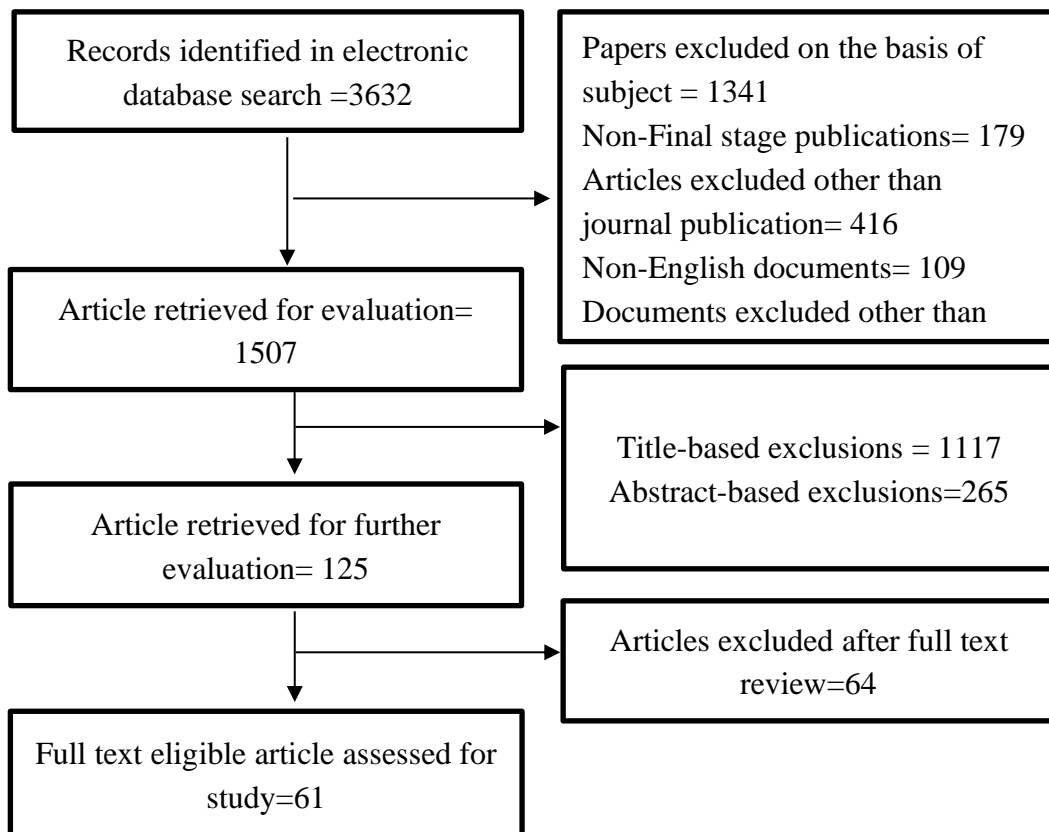 Records identified in electronic
database search =3632
Papers excluded on the basis of
subject = 1341
Non-Final stage publications= 179
Articles excluded other than
journal publication= 416
Non-English documents= 109
Documents excluded other than
Article retrieved for evaluation=
1507
Title-based exclusions = 1117
Abstract-based exclusions=265
Article retrieved for further
evaluation= 125
Articles excluded after full text
review=64
Full text eligible article assessed for
study=61